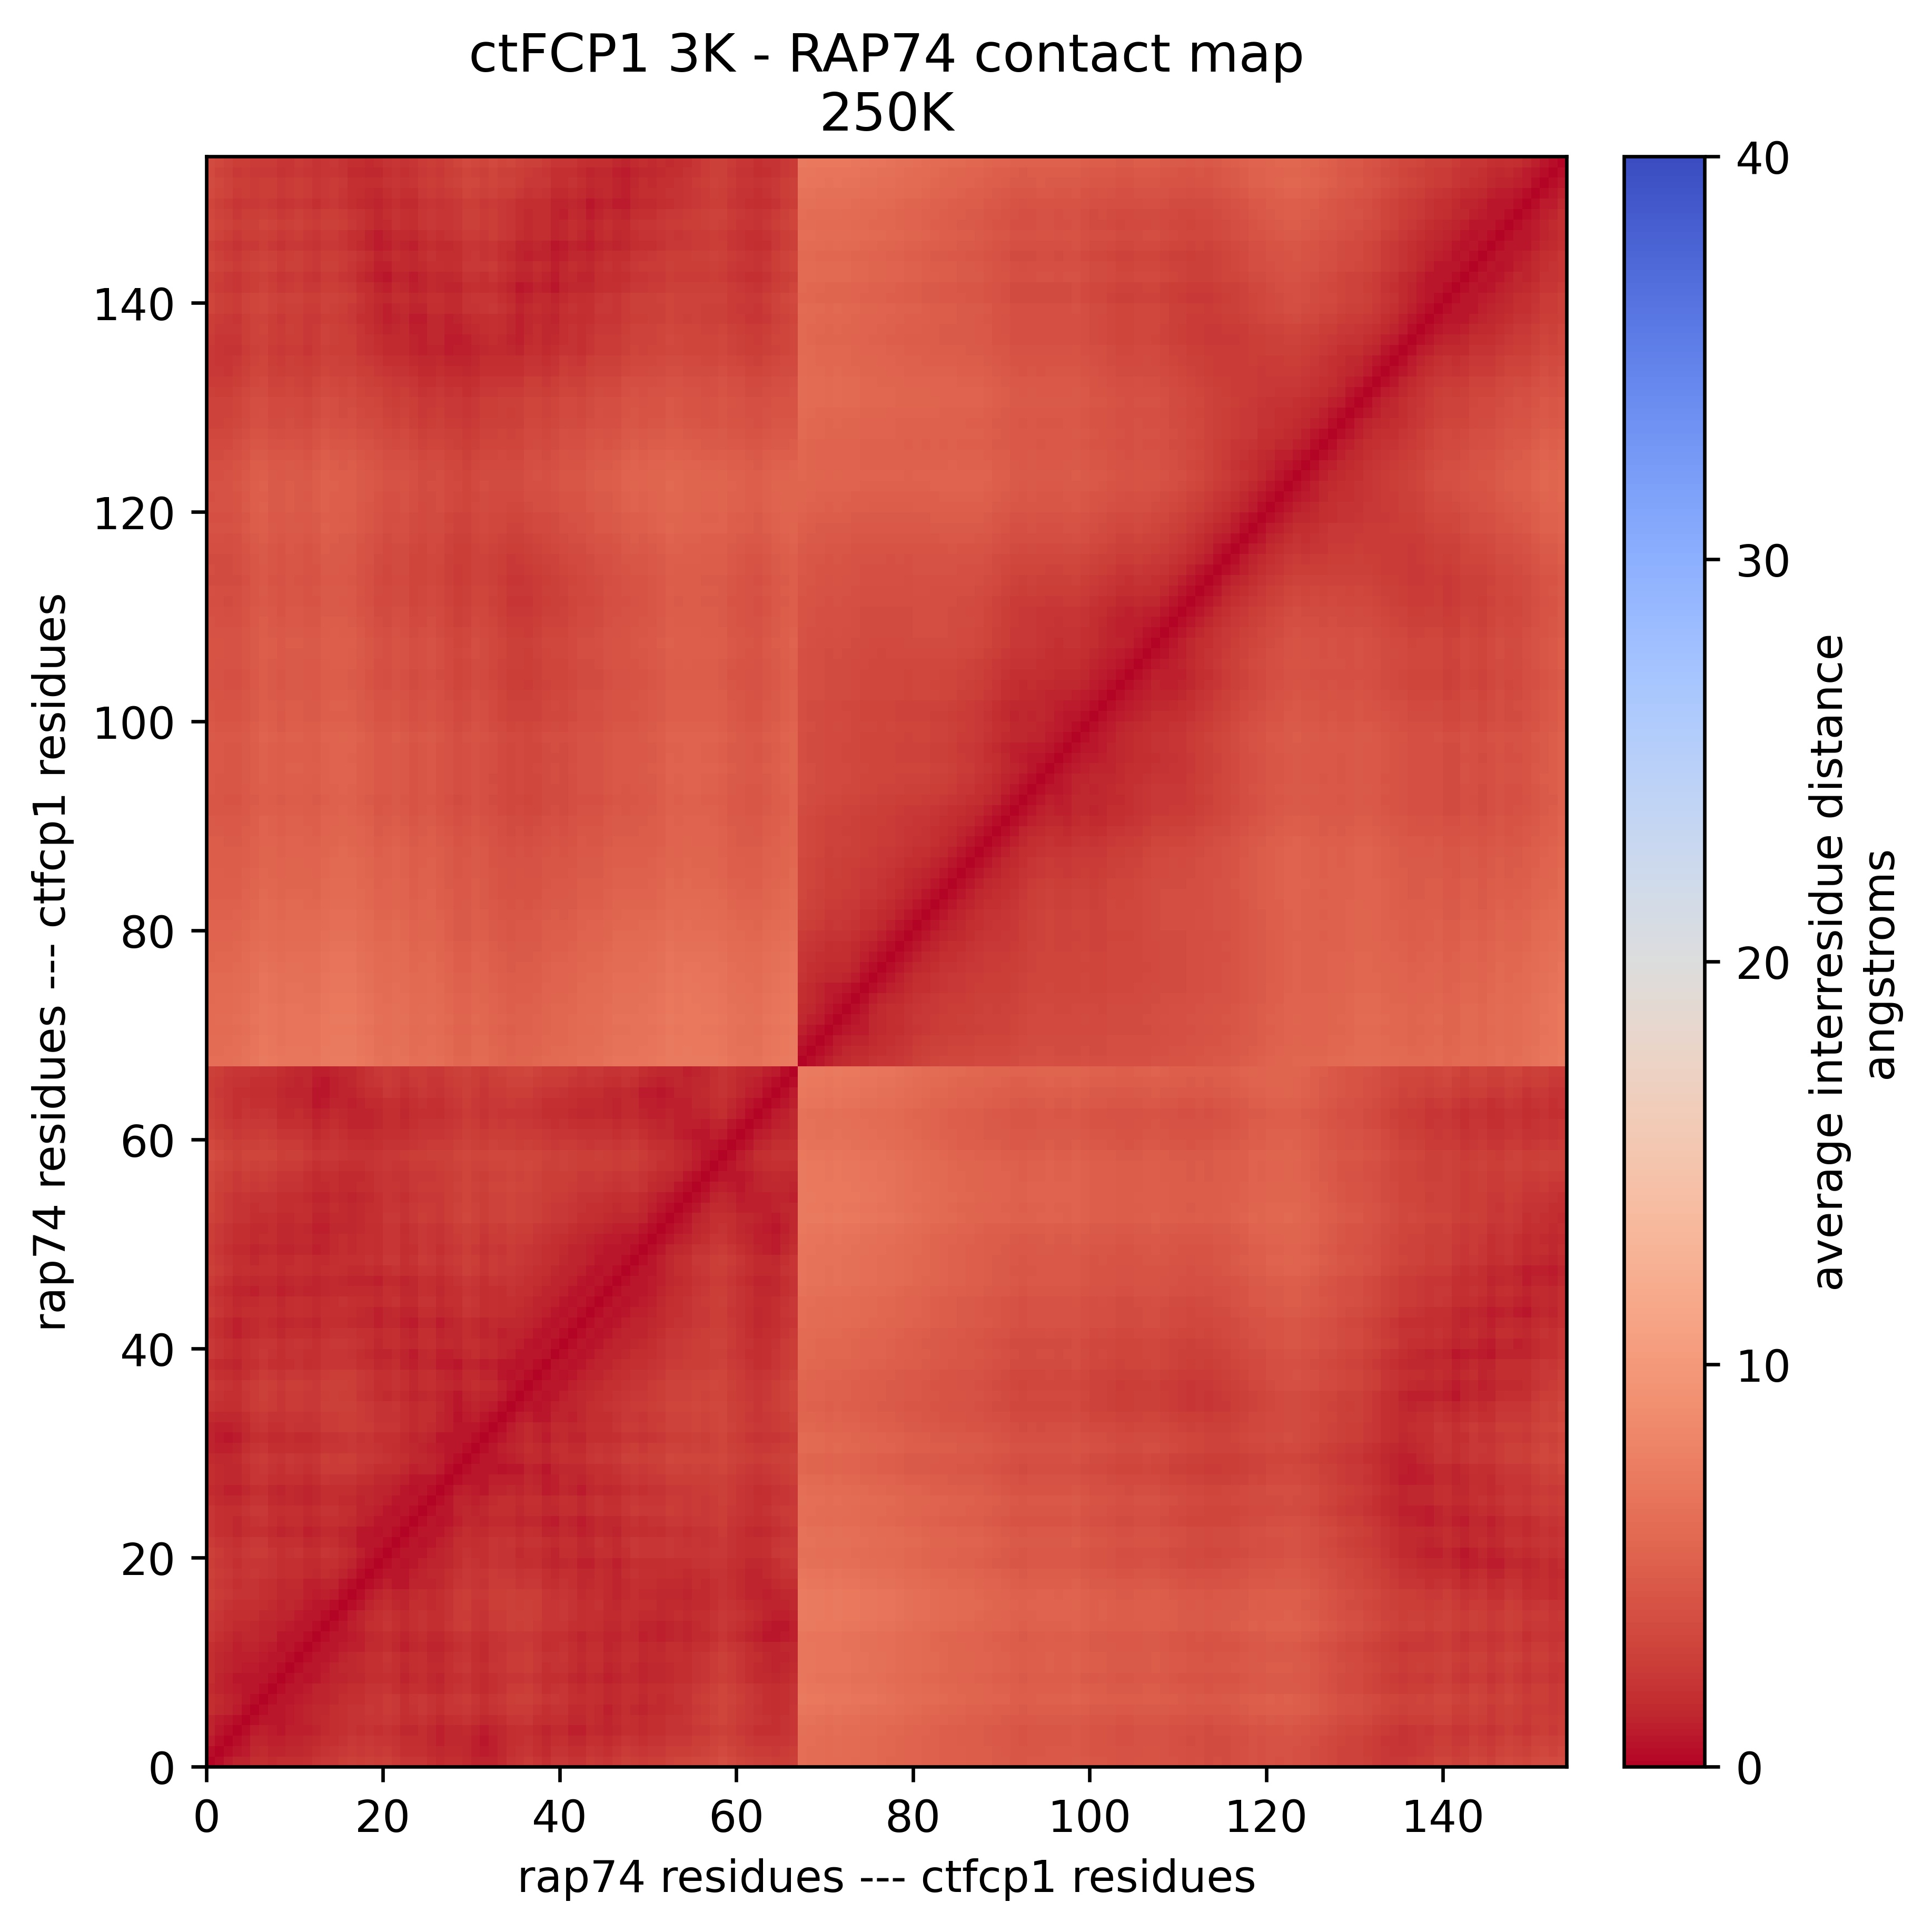 ctFCP1 3K - RAP74 contact map
250K
140
120
100
80
60
40
20
0
rap74 residues --- ctfcp1 residues
0 20 40 60 80 100 120 140
rap74 residues --- ctfcp1 residues
40
30
20
10
0
average interresidue distance
angstroms